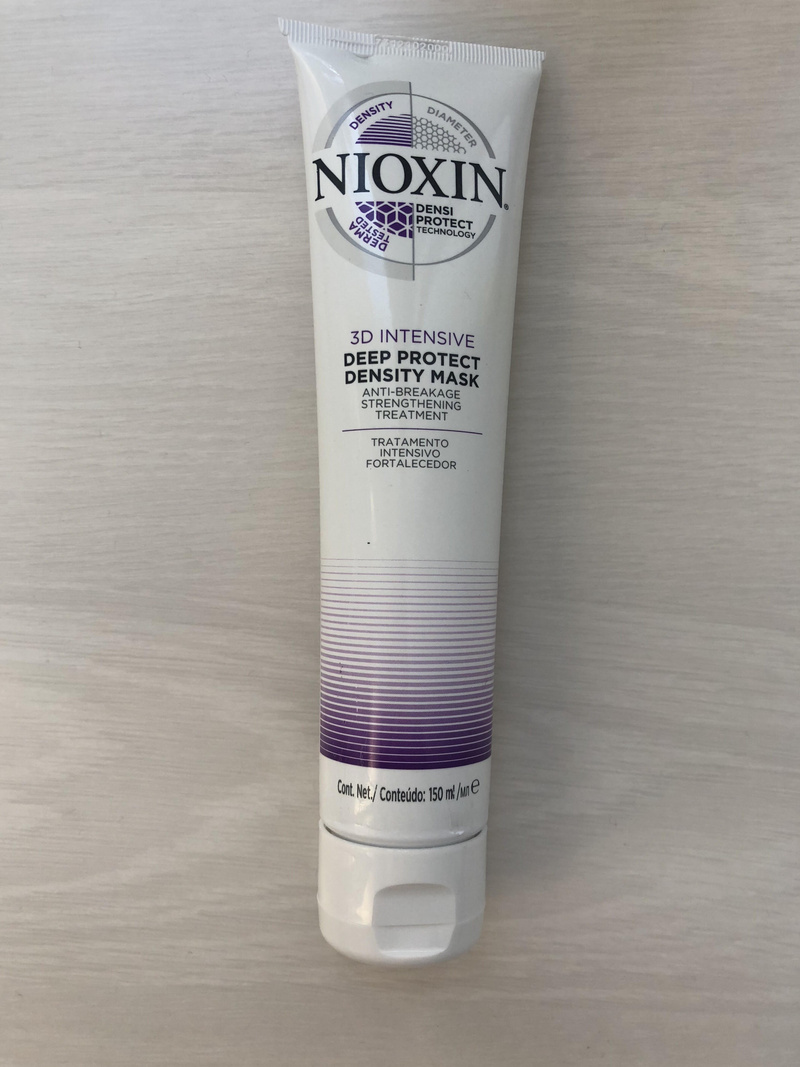 DENSITY
DIAMETER
NIOXIN.
DENSI
PROTECT
TECHNOLOGY
DERMA
TESTED
3D INTENSIVE
DEEP PROTECT
DENSITY MASK
ANTI-BREAKAGE
STRENGTHENING
TREATMENT
TRATAMENTO
INTENSIVO
FORTALECEDOR
Cont. Net./ Conteúdo: 150 ml /мл e